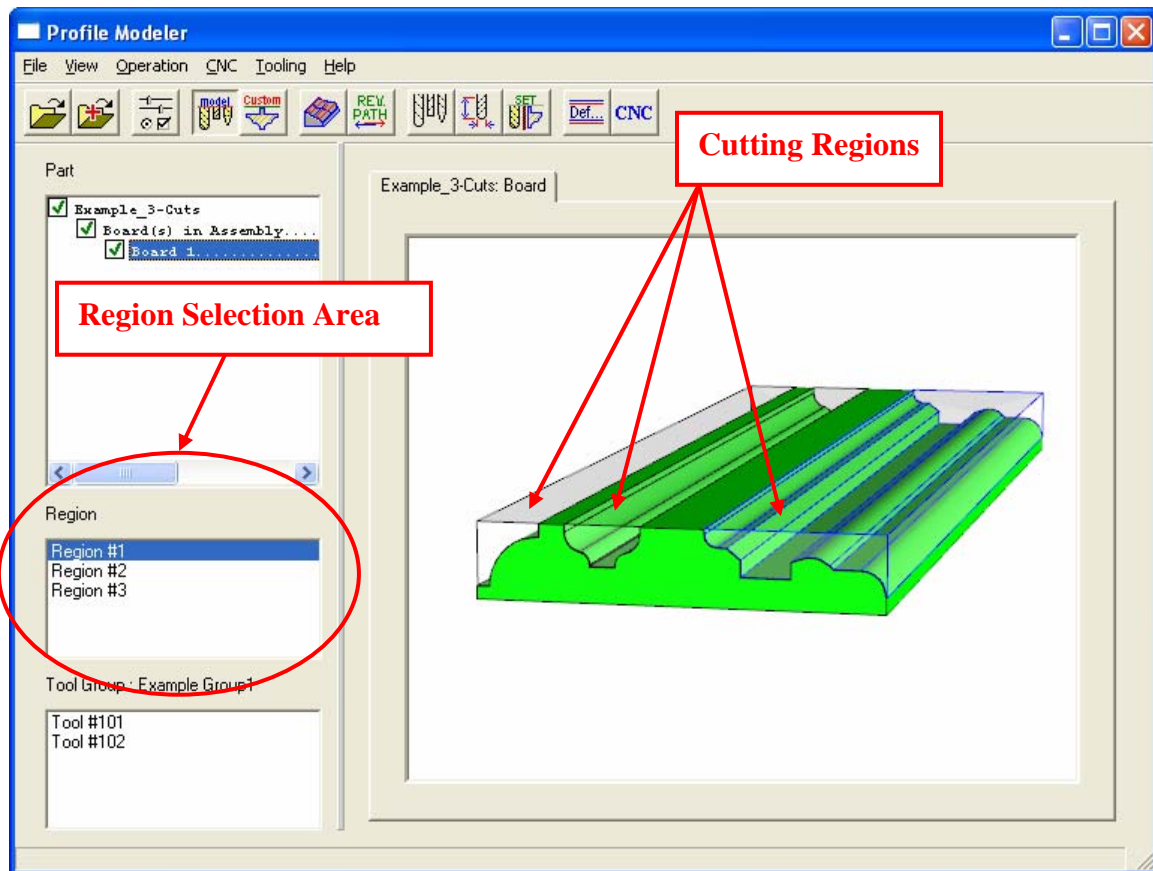 Profile Modeler
File View Operation CNC Tooling Help
model Custom REV. PATH SET Def... CNC
Cutting Regions
Part
Example_3-Cuts: Board
Example_3-Cuts
Board(s) in Assembly....
Board 1..............
Region Selection Area
Region
Region #1
Region #2
Region #3
Tool Group : Example Group1
Tool #101
Tool #102